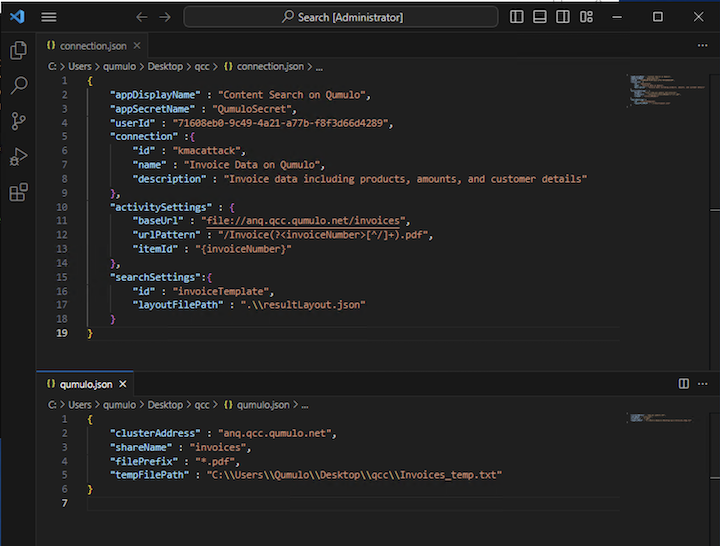 Search [Administrator]
connection.json
C: > Users > qumulo > Desktop > qcc > {} connection.json > ...
1 {
2 "appDisplayName" : "Content Search on Qumulo",
3 "appSecretName" : "QumuloSecret",
4 "userId" : "71608eb0-9c49-4a21-a77b-f8f3d66d4289",
5 "connection" :{
6 "id" : "kmacattack",
7 "name" : "Invoice Data on Qumulo",
8 "description" : "Invoice data including products, amounts, and customer details"
9 },
10 "activitySettings" : {
11 "baseUrl" : "file://anq.qcc.qumulo.net/invoices",
12 "urlPattern" : "/Invoice(?<invoiceNumber>[^/]+).pdf",
13 "itemId" : "{invoiceNumber}"
14 },
15 "searchSettings":{
16 "id" : "invoiceTemplate",
17 "layoutFilePath" : ".\\resultLayout.json"
18 }
19 }
{} qumulo.json
C: > Users > qumulo > Desktop > qcc > {} qumulo.json > ...
1 {
2 "clusterAddress" : "anq.qcc.qumulo.net",
3 "shareName" : "invoices",
4 "filePrefix" : "*.pdf",
5 "tempFilePath" : "C:\\Users\\Qumulo\\Desktop\\qcc\\Invoices_temp.txt"
6 }
7